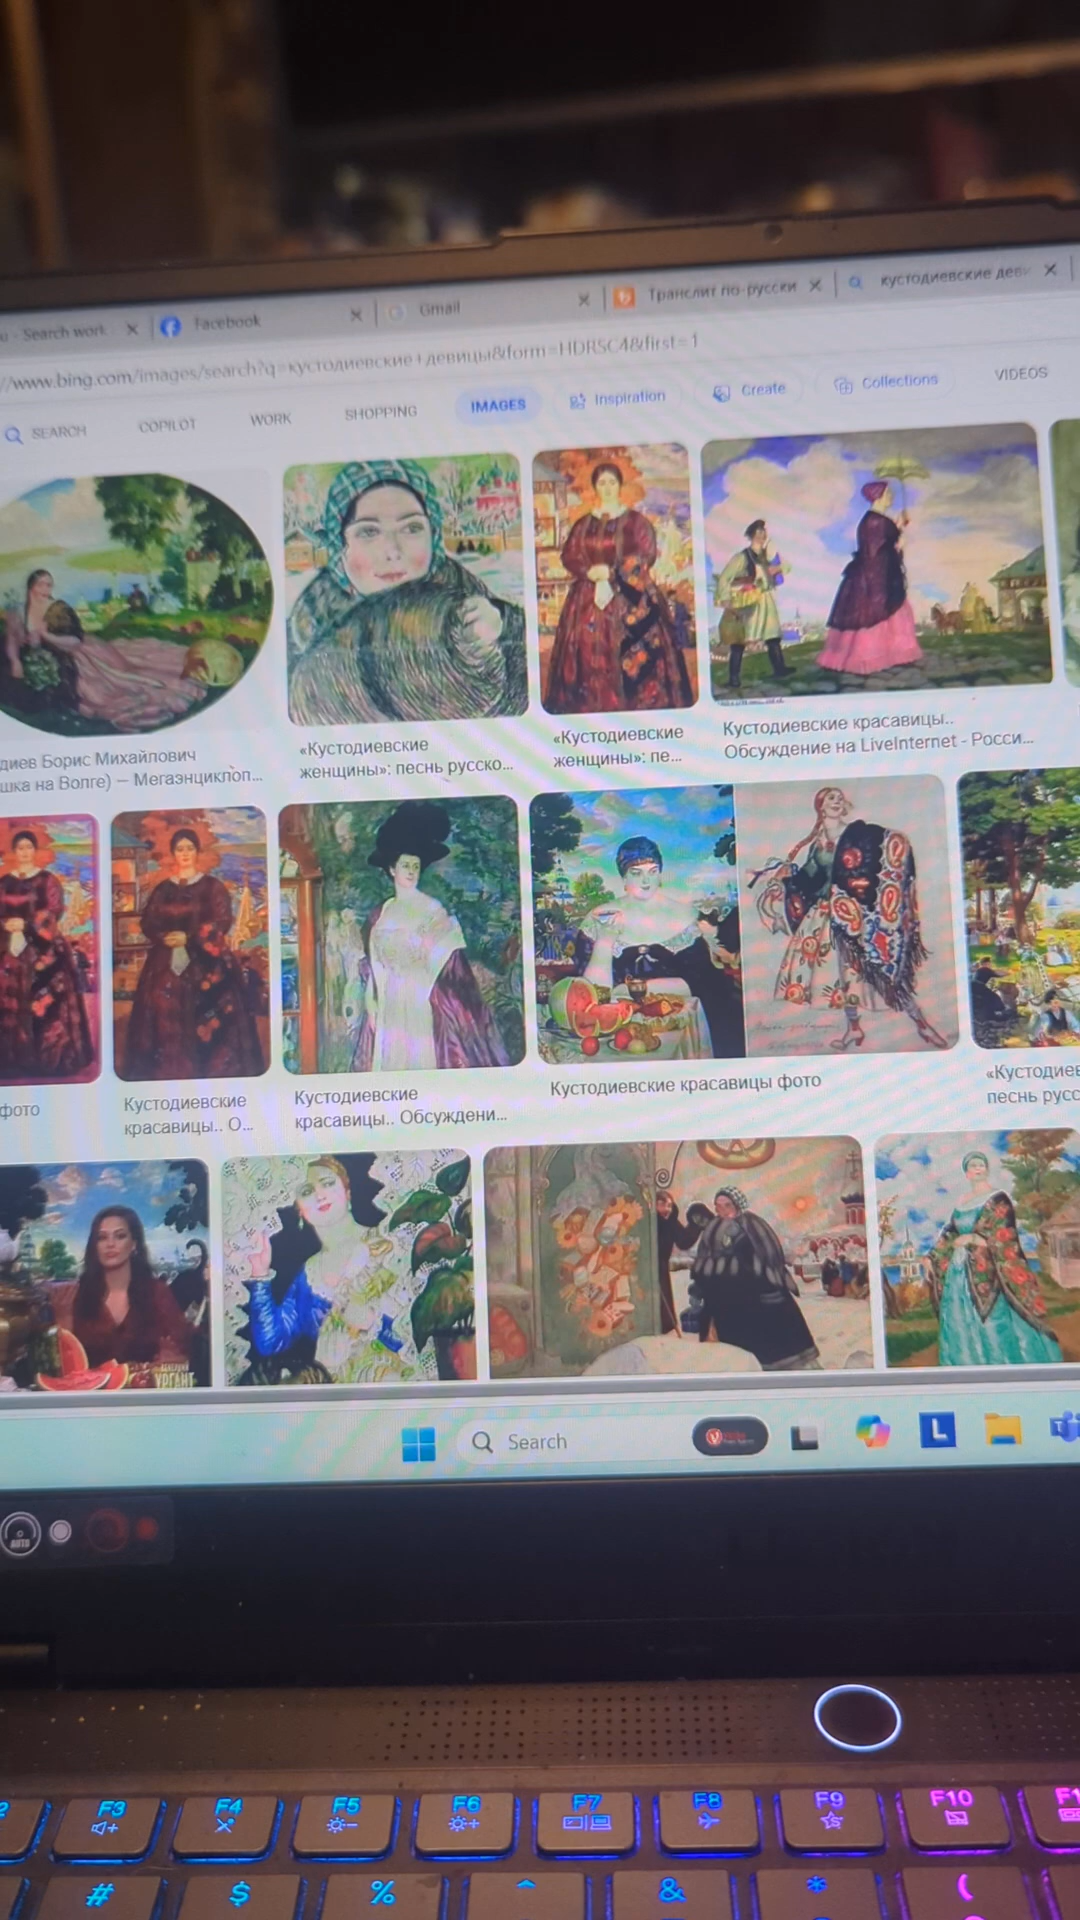 u - Search work
Facebook
Gmail
Транслит по-русски
кустодиевские деви
//www.bing.com/images/search?q=кустодиевские+девицы&form=HDRSC4&first=1
SEARCH
COPILOT
WORK
SHOPPING
IMAGES
Inspiration
Create
Collections
VIDEOS
диев Борис Михайлович
шка на Волге) — Мегаэнциклоп...
«Кустодиевские
женщины»: песнь русско...
«Кустодиевские
женщины»: пе...
Кустодиевские красавицы..
Обсуждение на LiveInternet - Росси...
фото
Кустодиевские
красавицы.. О...
Кустодиевские
красавицы.. Обсуждени...
Кустодиевские красавицы фото
«Кустодиев
песнь русс
УРГАНТ
Search
L
T
AUTO
F3
F4
F5
F6
F7
F8
F9
F10
F1
#
$
%
^
&
*
(